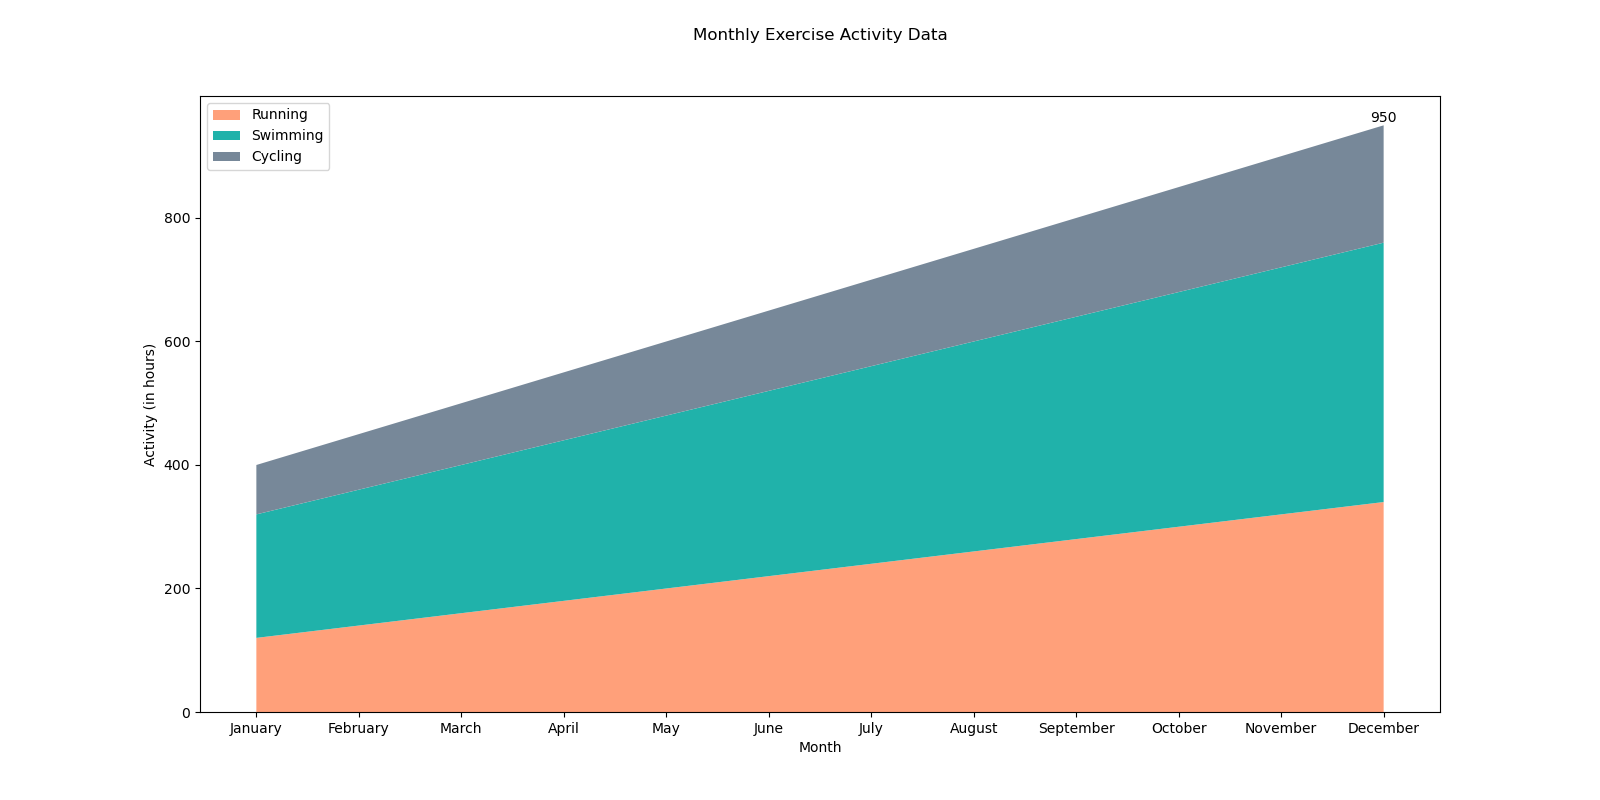 Monthly Exercise Activity Data
Running
Swimming
Cycling
950
Activity (in hours)
800
600
400
200
0
January February March April May June July August September October November December
Month